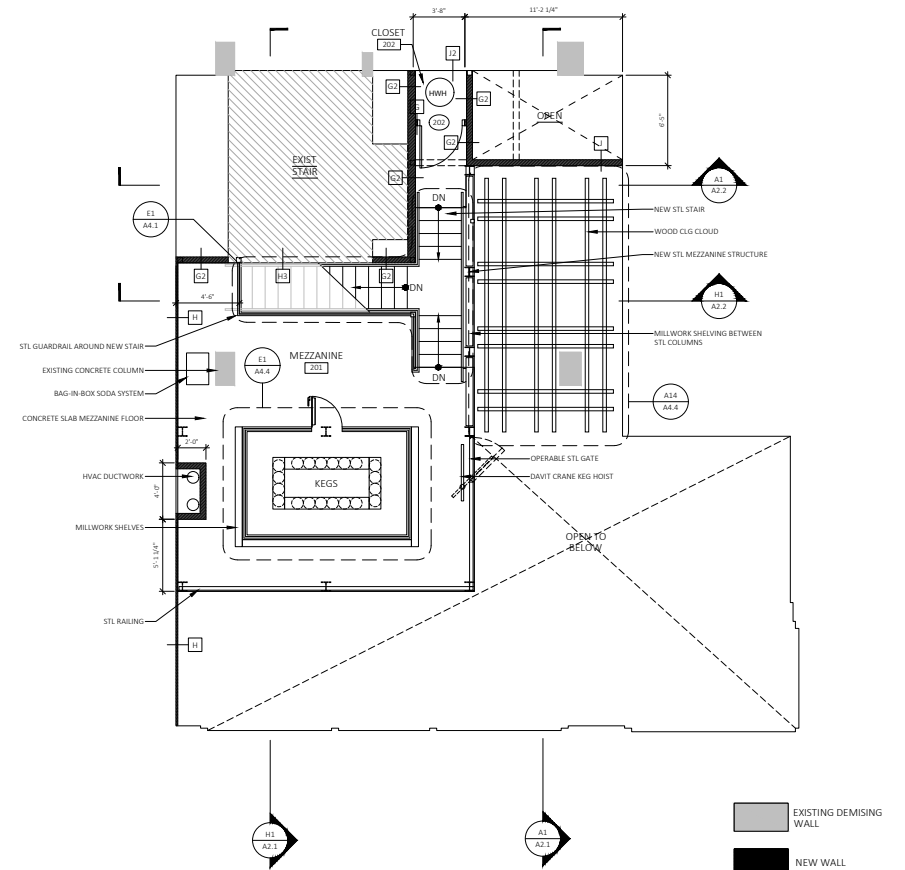 3'-8"
11'-2 1/4"
CLOSET
202
J2
G2
HWH
G2
G
202
OPEN
G2
J
6'-5"
EXIST
STAIR
G2
A1
A2.2
DN
NEW STL STAIR
E1
A4.1
WOOD CLG CLOUD
NEW STL MEZZANINE STRUCTURE
G2
H3
G2
DN
4'-6"
H1
A2.2
H
MILLWORK SHELVING BETWEEN
STL COLUMNS
STL GUARDRAIL AROUND NEW STAIR
MEZZANINE
201
E1
A4.4
EXISTING CONCRETE COLUMN
DN
BAG-IN-BOX SODA SYSTEM
A14
A4.4
CONCRETE SLAB MEZZANINE FLOOR
2'-0"
OPERABLE STL GATE
HVAC DUCTWORK
DAVIT CRANE KEG HOIST
KEGS
4'-0"
MILLWORK SHELVES
OPEN TO
BELOW
5'-1 1/4"
STL RAILING
H
EXISTING DEMISING
WALL
H1
A2.1
A1
A2.1
NEW WALL